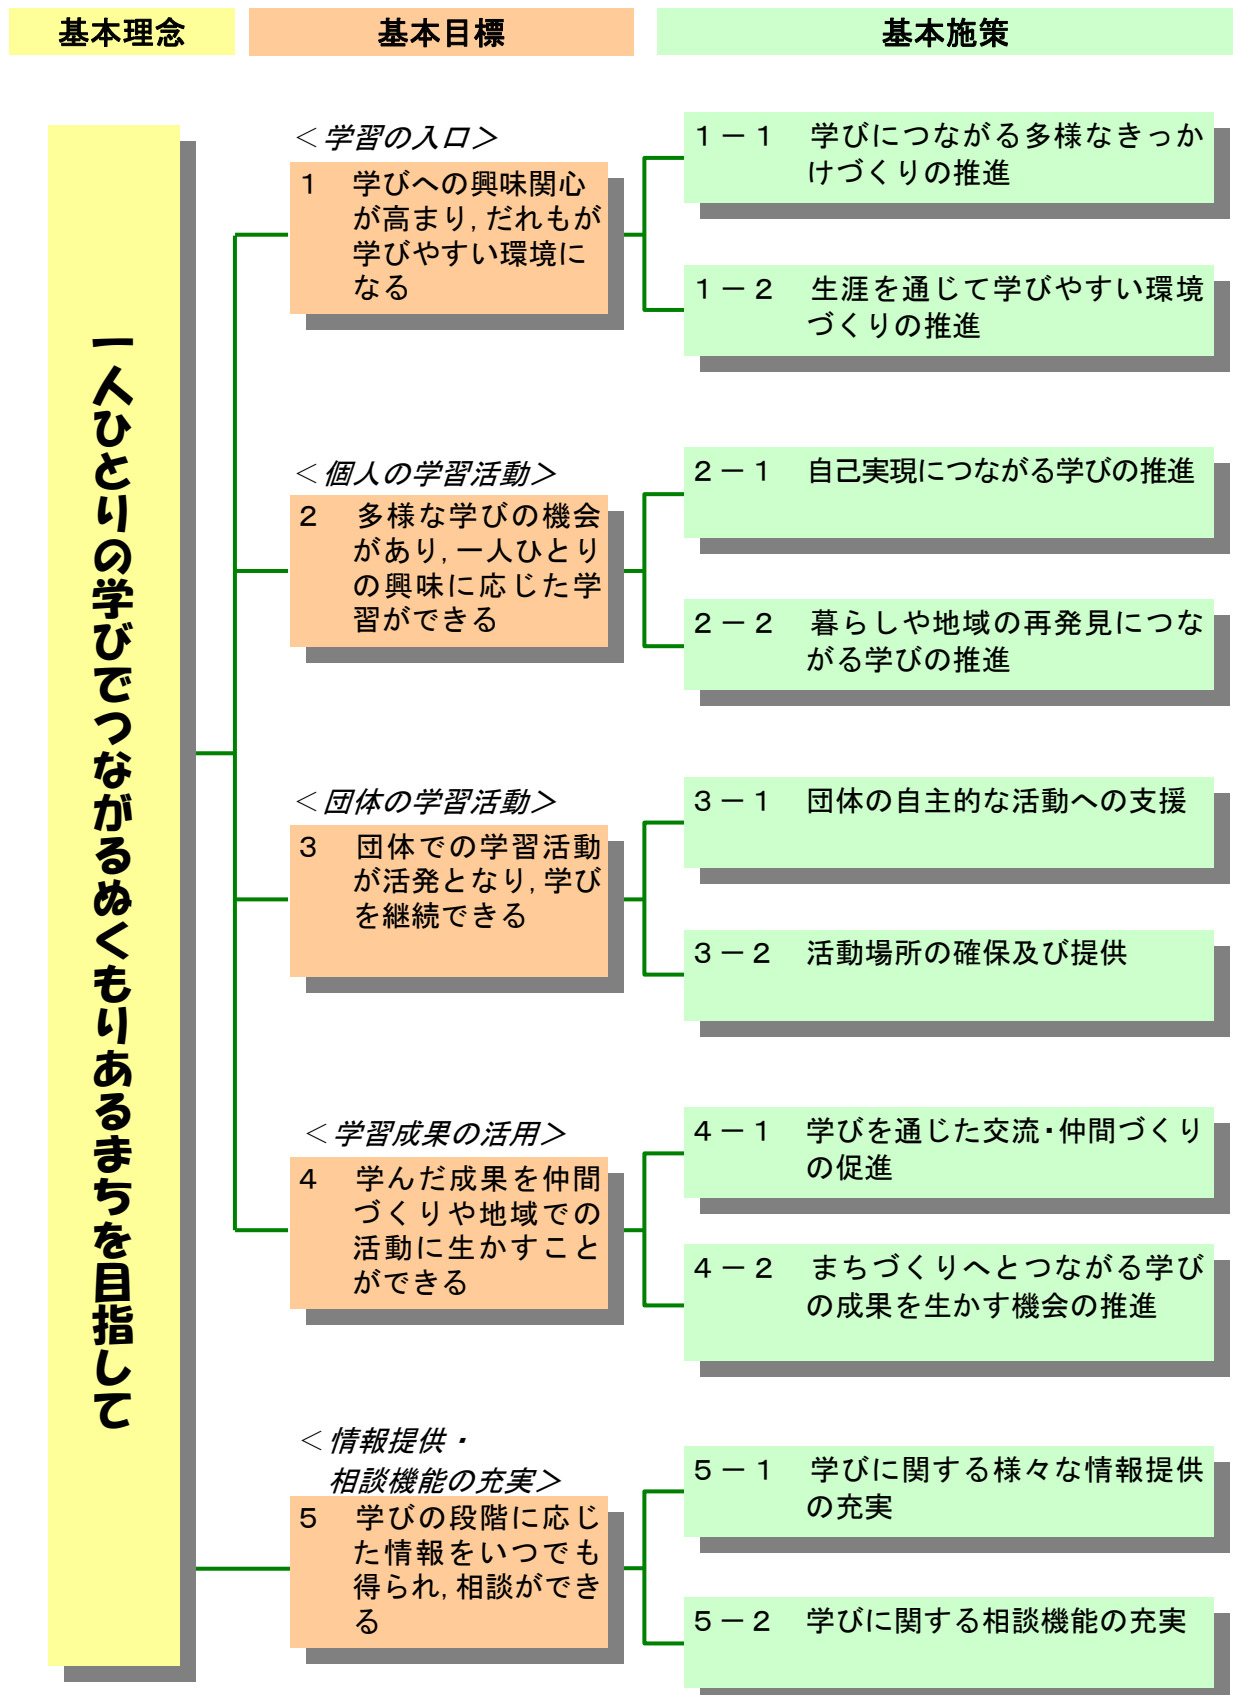 基本理念
基本目標
基本施策
一人ひとりの学びでつながるぬくもりあるまちを目指して
＜学習の入口＞
１　学びへの興味関心
が高まり，だれもが
学びやすい環境に
なる
１－１　学びにつながる多様なきっか
けづくりの推進
１－２　生涯を通じて学びやすい環境
づくりの推進
＜個人の学習活動＞
２　多様な学びの機会
があり，一人ひとり
の興味に応じた学
習ができる
２－１　自己実現につながる学びの推進
２－２　暮らしや地域の再発見につな
がる学びの推進
＜団体の学習活動＞
３　団体での学習活動
が活発となり，学び
を継続できる
３－１　団体の自主的な活動への支援
３－２　活動場所の確保及び提供
＜学習成果の活用＞
４　学んだ成果を仲間
づくりや地域での
活動に生かすこと
ができる
４－１　学びを通じた交流・仲間づくり
の促進
４－２　まちづくりへとつながる学び
の成果を生かす機会の推進
＜情報提供・
相談機能の充実＞
５　学びの段階に応じ
た情報をいつでも
得られ，相談ができ
る
５－１　学びに関する様々な情報提供
の充実
５－２　学びに関する相談機能の充実